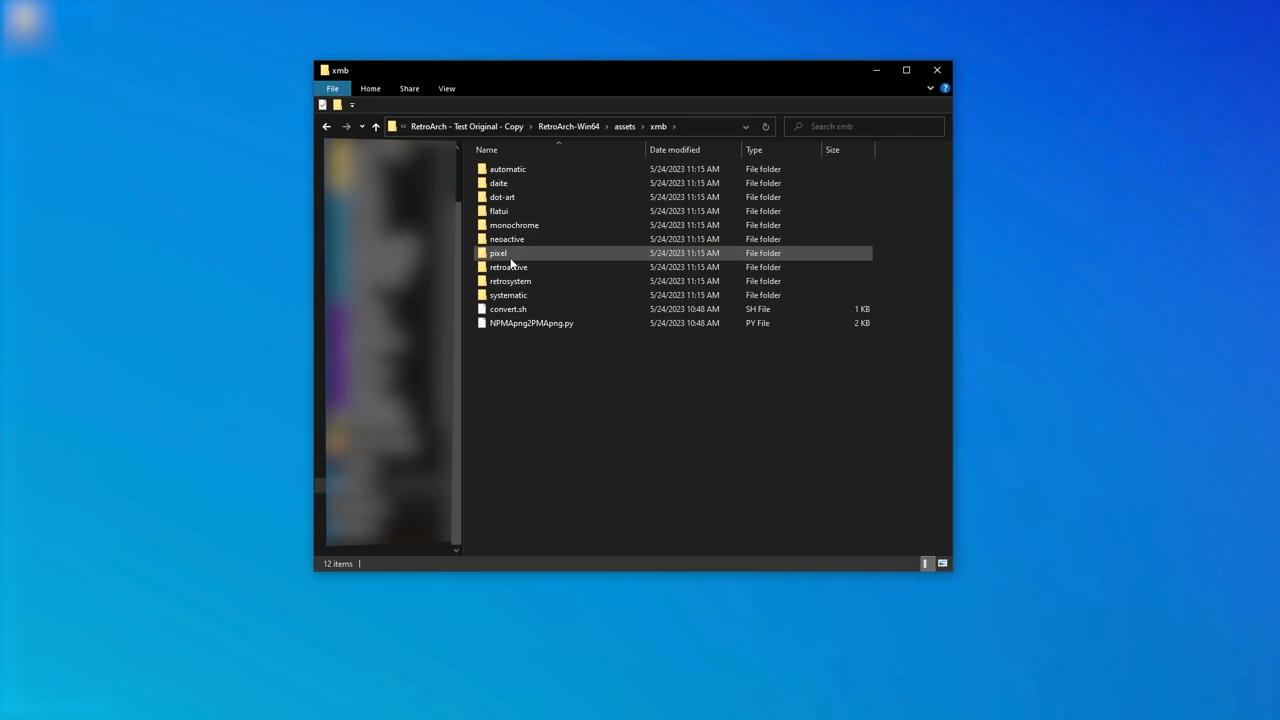 xmb
File Home Share View
« RetroArch - Test Original - Copy › RetroArch-Win64 › assets › xmb › Search xmb
Name Date modified Type Size
automatic 5/24/2023 11:15 AM File folder
daite 5/24/2023 11:15 AM File folder
dot-art 5/24/2023 11:15 AM File folder
flatui 5/24/2023 11:15 AM File folder
monochrome 5/24/2023 11:15 AM File folder
neoactive 5/24/2023 11:15 AM File folder
pixel 5/24/2023 11:15 AM File folder
retroactive 5/24/2023 11:15 AM File folder
retrosystem 5/24/2023 11:15 AM File folder
systematic 5/24/2023 11:15 AM File folder
convert.sh 5/24/2023 10:48 AM SH File 1 KB
NPMApng2PMApng.py 5/24/2023 10:48 AM PY File 2 KB
12 items